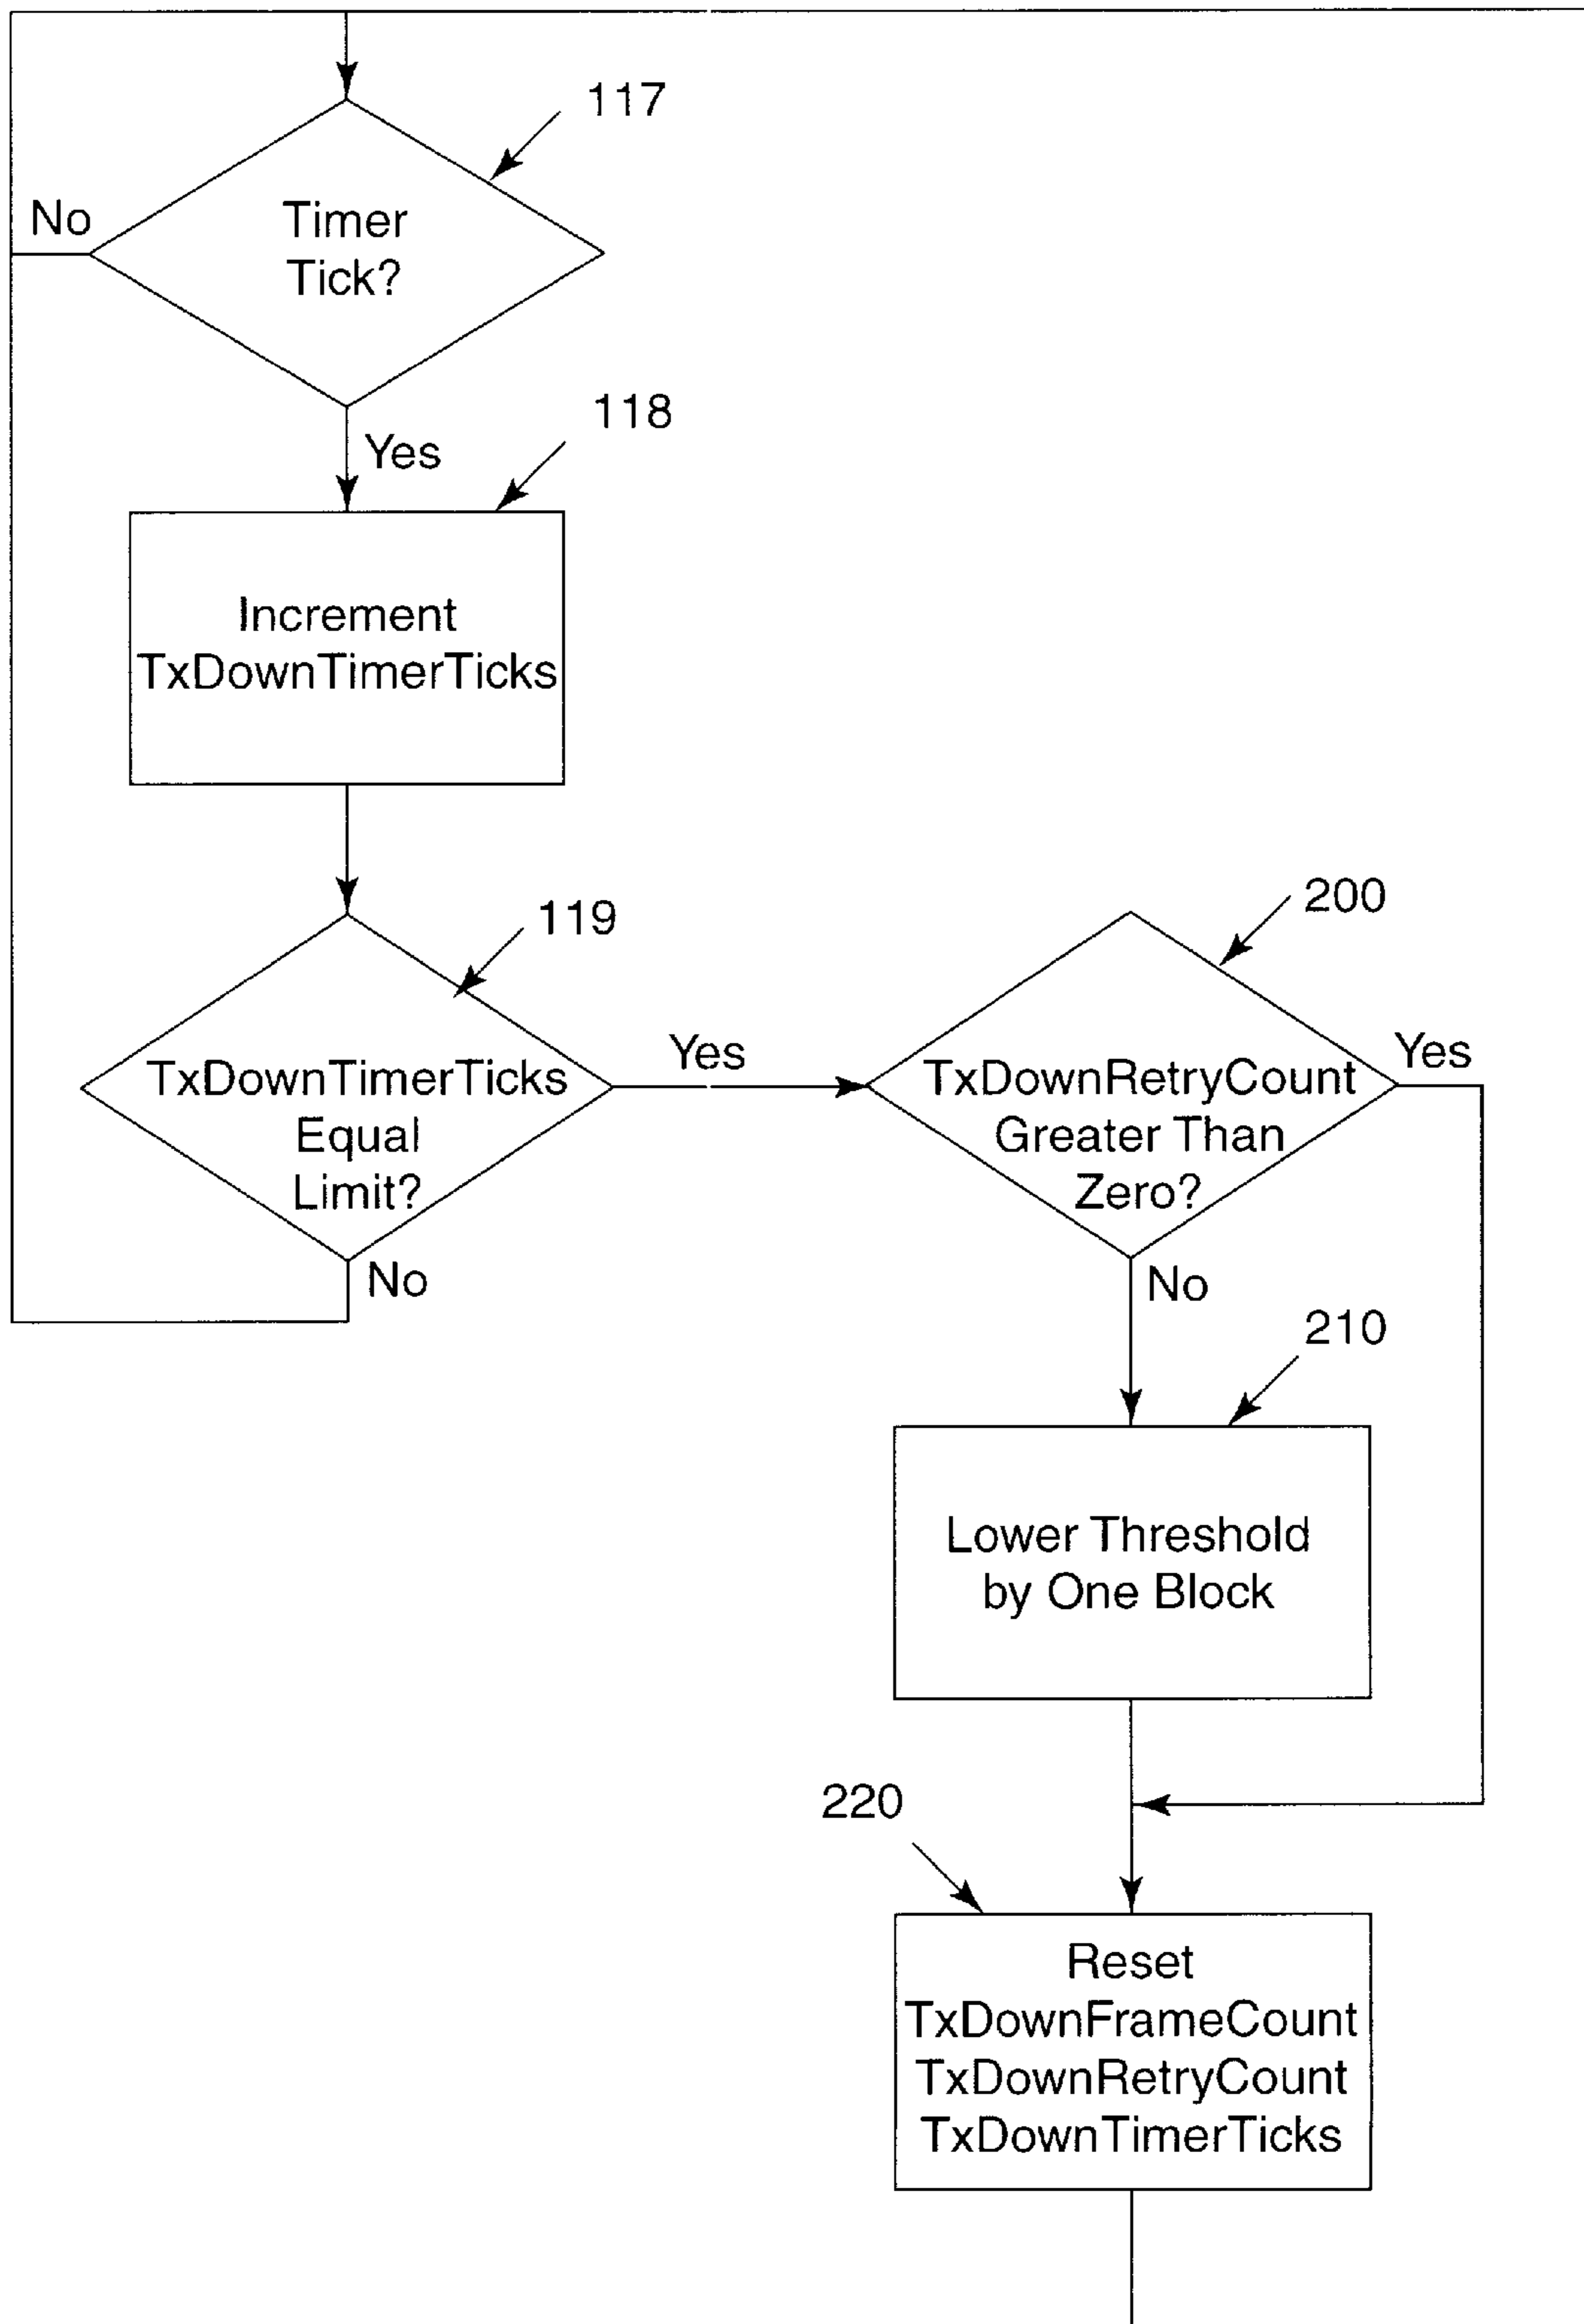 117
No
Timer
Tick?
118
Yes
Increment
TxDownTimerTicks
119
200
TxDownTimerTicks
Equal
Limit?
Yes
TxDownRetryCount
Greater Than
Zero?
Yes
No
No
210
Lower Threshold
by One Block
220
Reset
TxDownFrameCount
TxDownRetryCount
TxDownTimerTicks